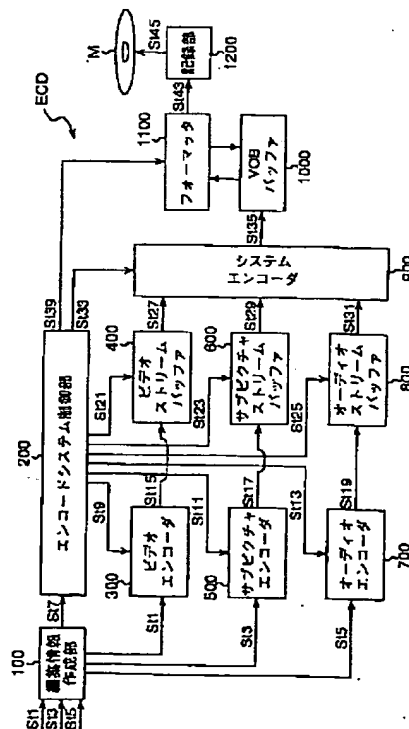 ECD
100
編集情報
作成部
St1
St3
St5
St7
200
エンコードシステム制御部
St39
St33
St9
St21
St23
St25
St11
St13
300
ビデオ
エンコーダ
St1
St15
400
ビデオ
ストリーム
バッファ
St27
500
サブピクチャ
エンコーダ
St3
St17
600
サブピクチャ
ストリーム
バッファ
St29
700
オーディオ
エンコーダ
St5
St19
800
オーディオ
ストリーム
バッファ
St31
システム
エンコーダ
900
St35
VOB
バッファ
1000
1100
フォーマッタ
St43
記録部
1200
St45
M